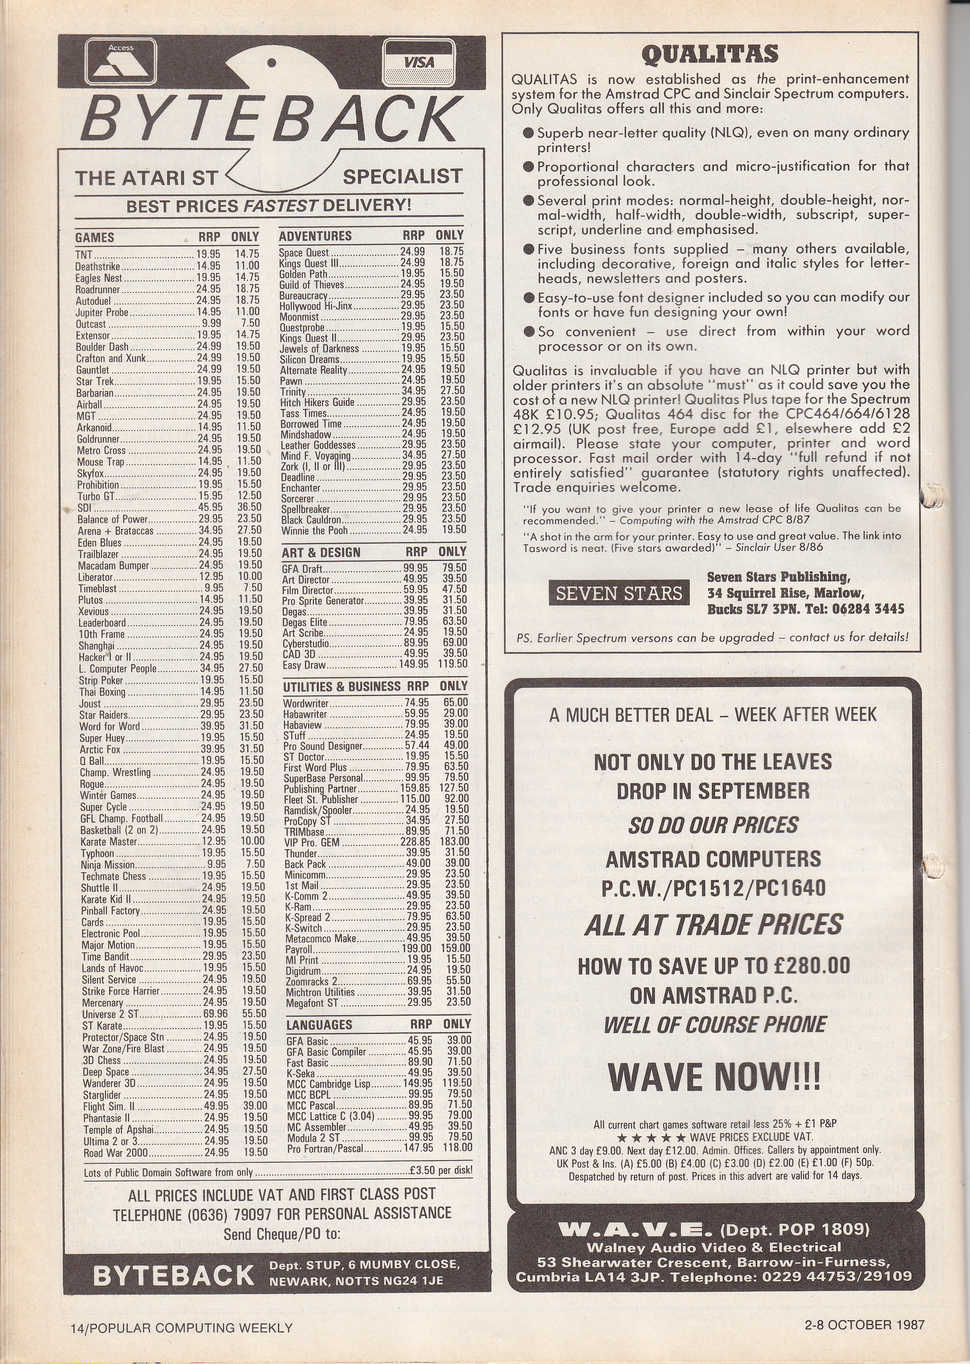 Access
VISA
BYTEBACK
THE ATARI ST SPECIALIST
BEST PRICES FASTEST DELIVERY!
GAMES RRP ONLY
TNT 19.95 14.75
Deathstrike 14.95 11.00
Eagles Nest 19.95 14.75
Roadrunner 24.95 18.75
Autoduel 24.95 18.75
Jupiter Probe 14.95 11.00
Outcast 9.99 7.50
Extensor 19.95 14.75
Boulder Dash 24.99 19.50
Crafton and Xunk 24.99 19.50
Gauntlet 24.99 19.50
Star Trek 19.95 15.50
Barbarian 24.95 19.50
Airball 24.95 19.50
MGT 24.95 19.50
Arkanoid 14.95 11.50
Goldrunner 24.95 19.50
Metro Cross 24.95 19.50
Mouse Trap 14.95 11.50
Skyfox 24.95 19.50
Prohibition 19.95 15.50
Turbo GT 15.95 12.50
SDI 45.95 36.50
Balance of Power 29.95 23.50
Arena + Brataccas 34.95 27.50
Eden Blues 24.95 19.50
Trailblazer 24.95 19.50
Macadam Bumper 24.95 19.50
Liberator 12.95 10.00
Timeblast 9.95 7.50
Plutos 14.95 11.50
Xevious 24.95 19.50
Leaderboard 24.95 19.50
10th Frame 24.95 19.50
Shanghai 24.95 19.50
Hacker I or II 24.95 19.50
L. Computer People 34.95 27.50
Strip Poker 19.95 15.50
Thai Boxing 14.95 11.50
Joust 29.95 23.50
Star Raiders 29.95 23.50
Word for Word 39.95 31.50
Super Huey 19.95 15.50
Arctic Fox 39.95 31.50
Q Ball 19.95 15.50
Champ. Wrestling 24.95 19.50
Rogue 24.95 19.50
Winter Games 24.95 19.50
Super Cycle 24.95 19.50
GFL Champ. Football 24.95 19.50
Basketball (2 on 2) 24.95 19.50
Karate Master 12.95 10.00
Typhoon 19.95 15.50
Ninja Mission 9.95 7.50
Techmate Chess 19.95 15.50
Shuttle II 24.95 19.50
Karate Kid II 24.95 19.50
Pinball Factory 24.95 19.50
Cards 19.95 15.50
Electronic Pool 19.95 15.50
Major Motion 19.95 15.50
Time Bandit 29.95 23.50
Lands of Havoc 19.95 15.50
Silent Service 24.95 19.50
Strike Force Harrier 24.95 19.50
Mercenary 24.95 19.50
Universe 2 ST 69.96 55.50
ST Karate 19.95 15.50
Protector/Space Stn 24.95 19.50
War Zone/Fire Blast 24.95 19.50
3D Chess 24.95 19.50
Deep Space 34.95 27.50
Wanderer 3D 24.95 19.50
Starglider 24.95 19.50
Flight Sim. II 49.95 39.00
Phantasie II 24.95 19.50
Temple of Apshai 24.95 19.50
Ultima 2 or 3 24.95 19.50
Road War 2000 24.95 19.50
ADVENTURES RRP ONLY
Space Quest 24.99 18.75
Kings Quest III 24.99 18.75
Golden Path 19.95 15.50
Guild of Thieves 24.95 19.50
Bureaucracy 29.95 23.50
Hollywood Hi-Jinx 29.95 23.50
Moonmist 29.95 23.50
Questprobe 19.95 15.50
Kings Quest II 29.95 23.50
Jewels of Darkness 19.95 15.50
Silicon Dreams 19.95 15.50
Alternate Reality 24.95 19.50
Pawn 24.95 19.50
Trinity 34.95 27.50
Hitch Hikers Guide 29.95 23.50
Tass Times 24.95 19.50
Borrowed Time 24.95 19.50
Mindshadow 24.95 19.50
Leather Goddesses 29.95 23.50
Mind F. Voyaging 34.95 27.50
Zork (I, II or III) 29.95 23.50
Deadline 29.95 23.50
Enchanter 29.95 23.50
Sorcerer 29.95 23.50
Spellbreaker 29.95 23.50
Black Cauldron 29.95 23.50
Winnie the Pooh 24.95 19.50
ART & DESIGN RRP ONLY
GFA Draft 99.95 79.50
Art Director 49.95 39.50
Film Director 59.95 47.50
Pro Sprite Generator 39.95 31.50
Degas 39.95 31.50
Degas Elite 79.95 63.50
Art Scribe 24.95 19.50
Cyberstudio 89.95 69.00
CAD 3D 49.95 39.50
Easy Draw 149.95 119.50
UTILITIES & BUSINESS RRP ONLY
Wordwriter 74.95 65.00
Habawriter 59.95 29.00
Habaview 79.95 39.00
STuff 24.95 19.50
Pro Sound Designer 57.44 49.00
ST Doctor 19.95 15.50
First Word Plus 79.95 63.50
SuperBase Personal 99.95 79.50
Publishing Partner 159.85 127.50
Fleet St. Publisher 115.00 92.00
Ramdisk/Spooler 24.95 19.50
ProCopy ST 34.95 27.50
TRIMbase 89.95 71.50
VIP Pro. GEM 228.85 183.00
Thunder 39.95 31.50
Back Pack 49.00 39.00
Minicomm 29.95 23.50
1st Mail 29.95 23.50
K-Comm 2 49.95 39.50
K-Ram 29.95 23.50
K-Spread 2 79.95 63.50
K-Switch 29.95 23.50
Metacomco Make 49.95 39.50
Payroll 199.00 159.00
MI Print 19.95 15.50
Digidrum 24.95 19.50
Zoomracks 2 69.95 55.50
Michtron Utilities 39.95 31.50
Megafont ST 29.95 23.50
LANGUAGES RRP ONLY
GFA Basic 45.95 39.00
GFA Basic Compiler 45.95 39.00
Fast Basic 89.90 71.50
K-Seka 49.95 39.50
MCC Cambridge Lisp 149.95 119.50
MCC BCPL 99.95 79.50
MCC Pascal 89.95 71.50
MCC Lattice C (3.04) 99.95 79.00
MC Assembler 49.95 39.50
Modula 2 ST 99.95 79.50
Pro Fortran/Pascal 147.95 118.00
Lots of Public Domain Software from only £3.50 per disk!
ALL PRICES INCLUDE VAT AND FIRST CLASS POST
TELEPHONE (0636) 79097 FOR PERSONAL ASSISTANCE
Send Cheque/PO to:
BYTEBACK
Dept. STUP, 6 MUMBY CLOSE,
NEWARK, NOTTS NG24 1JE
QUALITAS
QUALITAS is now established as the print-enhancement
system for the Amstrad CPC and Sinclair Spectrum computers.
Only Qualitas offers all this and more:
● Superb near-letter quality (NLQ), even on many ordinary
printers!
● Proportional characters and micro-justification for that
professional look.
● Several print modes: normal-height, double-height, nor-
mal-width, half-width, double-width, subscript, super-
script, underline and emphasised.
● Five business fonts supplied – many others available,
including decorative, foreign and italic styles for letter-
heads, newsletters and posters.
● Easy-to-use font designer included so you can modify our
fonts or have fun designing your own!
● So convenient – use direct from within your word
processor or on its own.
Qualitas is invaluable if you have an NLQ printer but with
older printers it's an absolute "must" as it could save you the
cost of a new NLQ printer! Qualitas Plus tape for the Spectrum
48K £10.95; Qualitas 464 disc for the CPC464/664/6128
£12.95 (UK post free, Europe add £1, elsewhere add £2
airmail). Please state your computer, printer and word
processor. Fast mail order with 14-day "full refund if not
entirely satisfied" guarantee (statutory rights unaffected).
Trade enquiries welcome.
"If you want to give your printer a new lease of life Qualitas can be
recommended." – Computing with the Amstrad CPC 8/87
"A shot in the arm for your printer. Easy to use and great value. The link into
Tasword is neat. (Five stars awarded)" – Sinclair User 8/86
SEVEN STARS
Seven Stars Publishing,
34 Squirrel Rise, Marlow,
Bucks SL7 3PN. Tel: 06284 3445
PS. Earlier Spectrum versons can be upgraded – contact us for details!
A MUCH BETTER DEAL – WEEK AFTER WEEK
NOT ONLY DO THE LEAVES
DROP IN SEPTEMBER
SO DO OUR PRICES
AMSTRAD COMPUTERS
P.C.W./PC1512/PC1640
ALL AT TRADE PRICES
HOW TO SAVE UP TO £280.00
ON AMSTRAD P.C.
WELL OF COURSE PHONE
WAVE NOW!!!
All current chart games software retail less 25% + £1 P&P
★ ★ ★ ★ ★ WAVE PRICES EXCLUDE VAT.
ANC 3 day £9.00. Next day £12.00. Admin. Offices. Callers by appointment only.
UK Post & Ins. (A) £5.00 (B) £4.00 (C) £3.00 (D) £2.00 (E) £1.00 (F) 50p.
Despatched by return of post. Prices in this advert are valid for 14 days.
W.A.V.E. (Dept. POP 1809)
Walney Audio Video & Electrical
53 Shearwater Crescent, Barrow-in-Furness,
Cumbria LA14 3JP. Telephone: 0229 44753/29109
14/POPULAR COMPUTING WEEKLY
2-8 OCTOBER 1987